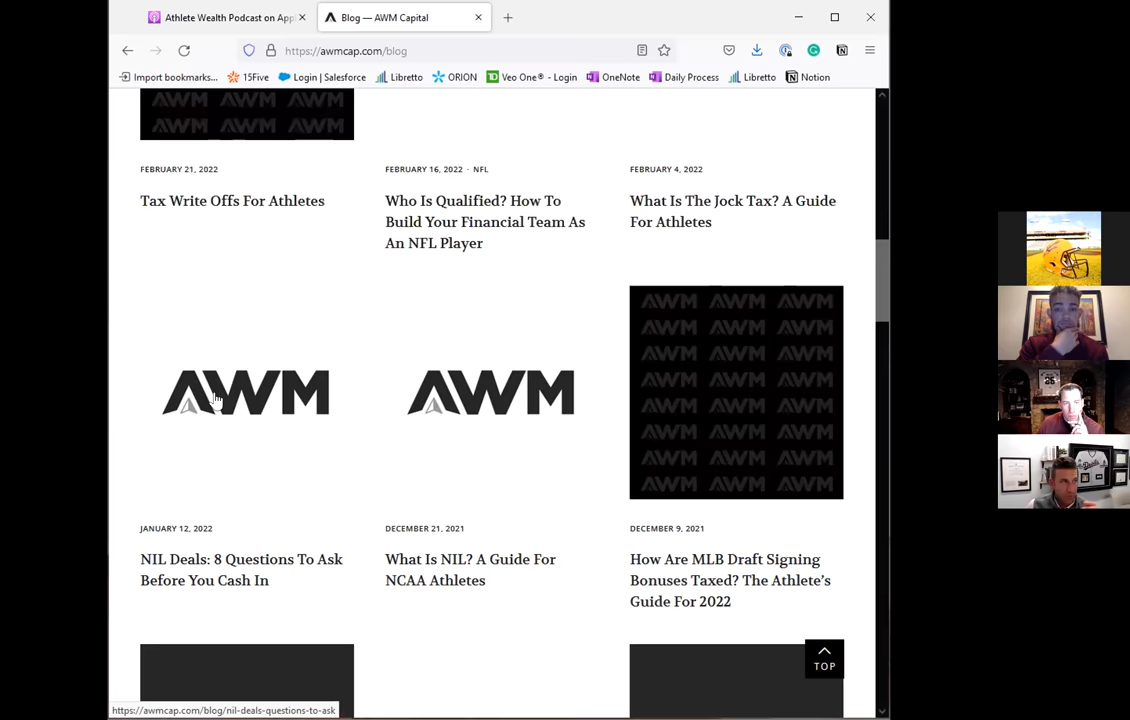 Athlete Wealth Podcast on Appl
Blog — AWM Capital
https://awmcap.com/blog
Import bookmarks...
15Five
Login | Salesforce
Libretto
ORION
Veo One® - Login
OneNote
Daily Process
Libretto
Notion
AWM AWM AWM
AWM AWM AWM
FEBRUARY 21, 2022
FEBRUARY 16, 2022 · NFL
FEBRUARY 4, 2022
Tax Write Offs For Athletes
Who Is Qualified? How To
Build Your Financial Team As
An NFL Player
What Is The Jock Tax? A Guide
For Athletes
AWM
AWM
AWM AWM AWM
AWM AWM AWM
AWM AWM AWM
AWM AWM AWM
AWM AWM AWM
AWM AWM AWM
AWM AWM AWM
AWM AWM AWM
JANUARY 12, 2022
DECEMBER 21, 2021
DECEMBER 9, 2021
NIL Deals: 8 Questions To Ask
Before You Cash In
What Is NIL? A Guide For
NCAA Athletes
How Are MLB Draft Signing
Bonuses Taxed? The Athlete's
Guide For 2022
TOP
https://awmcap.com/blog/nil-deals-questions-to-ask